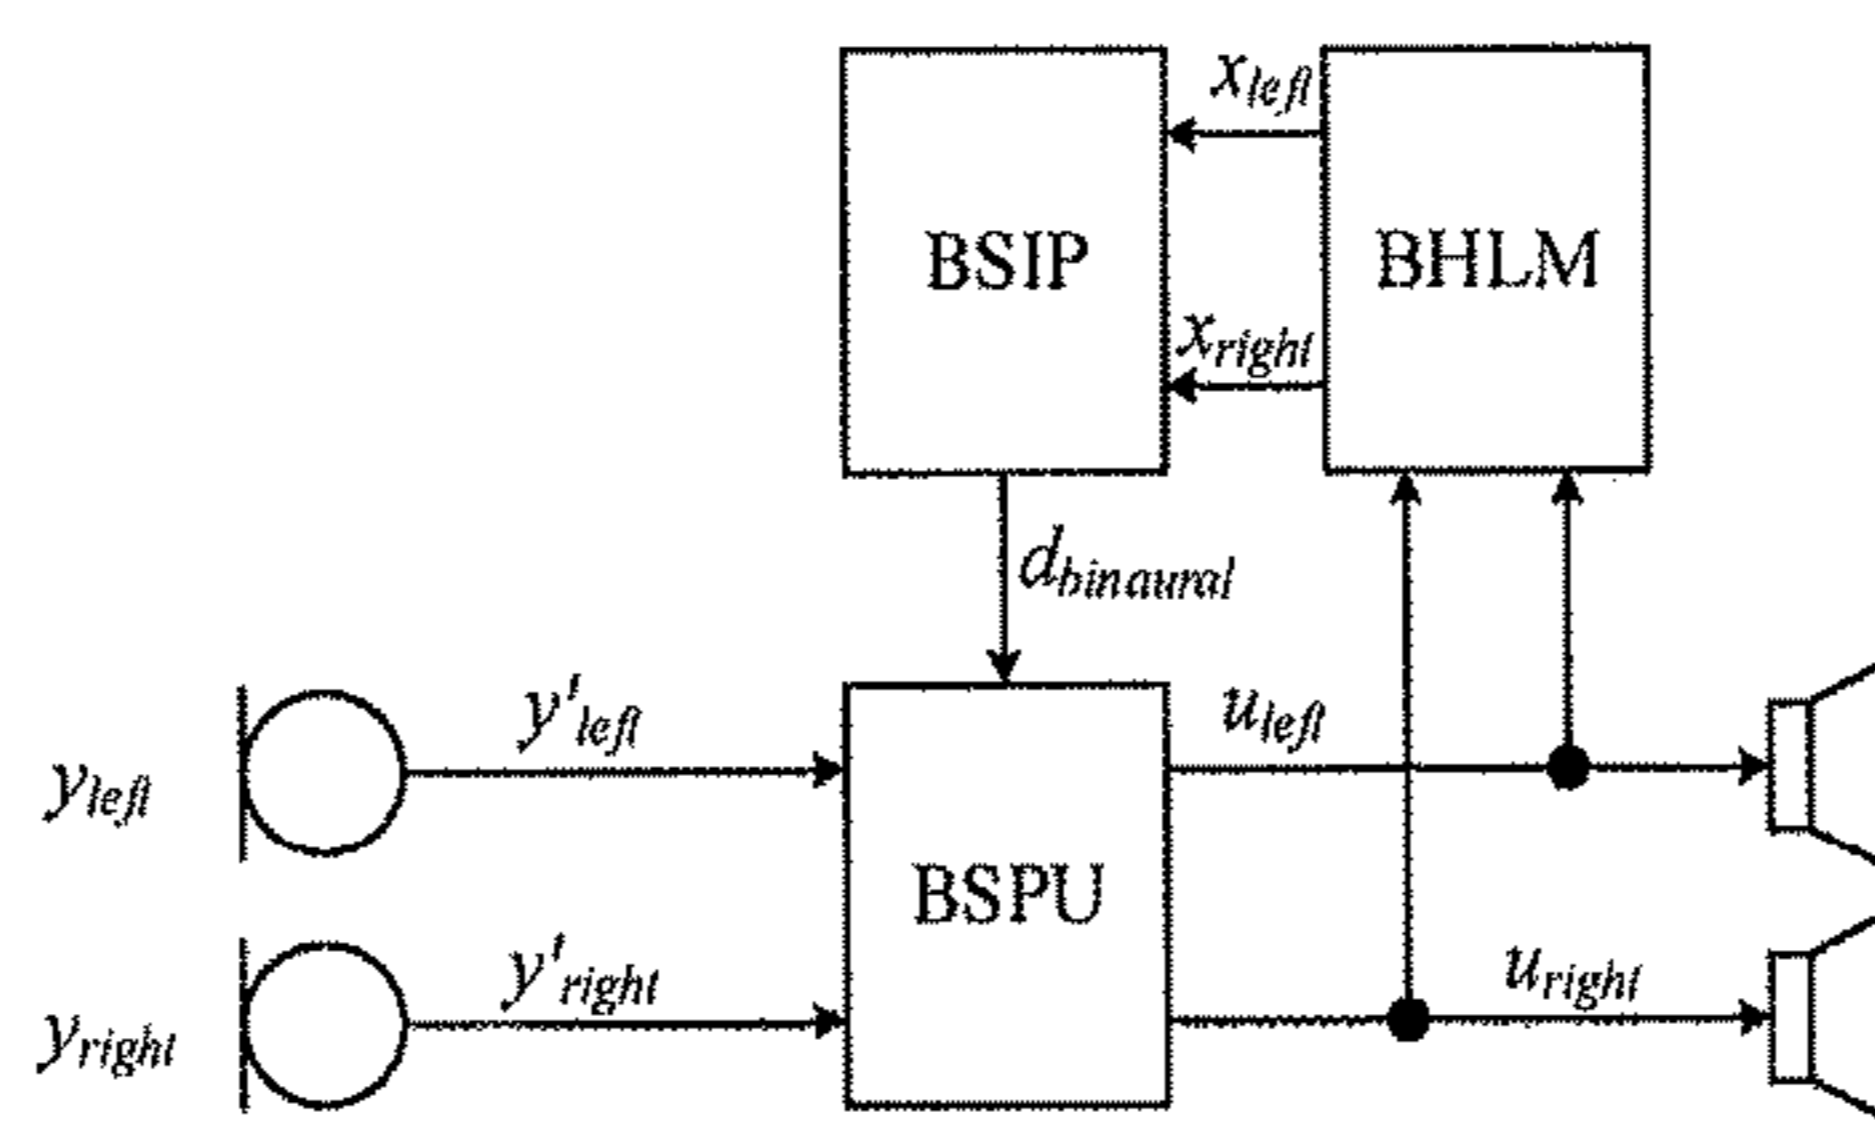 x_left
BSIP
BHLM
x_right
d_binaural
y'_left
u_left
y_left
BSPU
y'_right
u_right
y_right